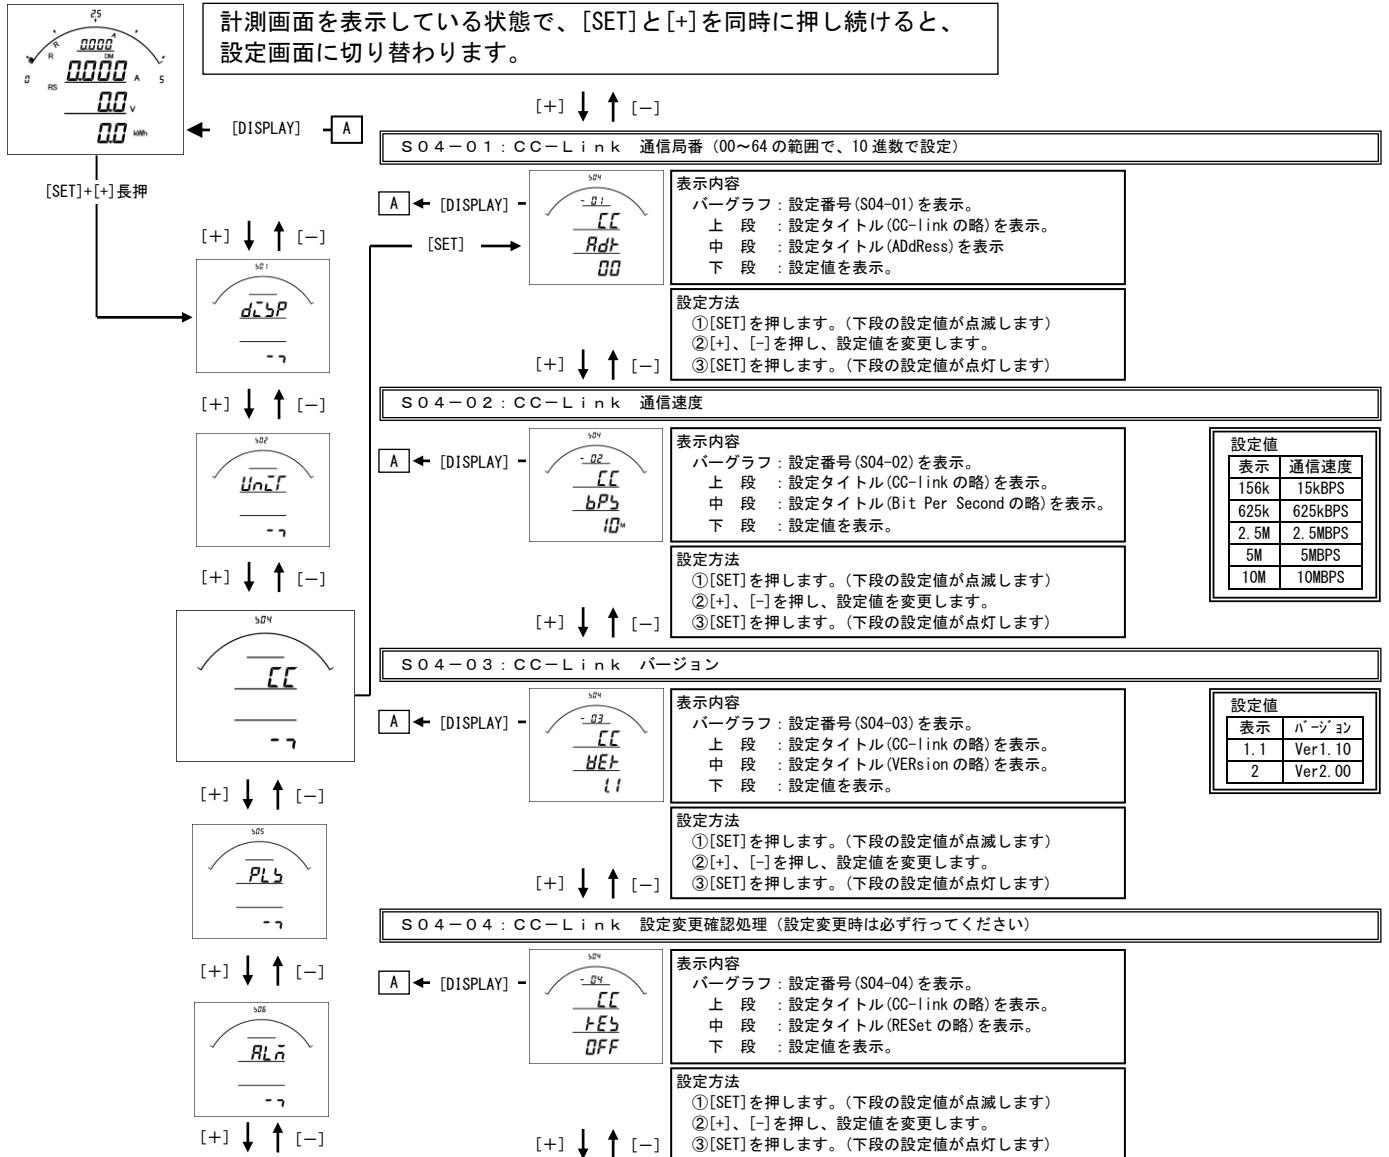 計測画面を表示している状態で、[SET]と[+]を同時に押し続けると、
設定画面に切り替わります。
2.5
R
R
0.000 A
DM
0.000 A
RS
0
5
0.0 V
0.0 kWh
[DISPLAY]
A
[SET]+[+]長押
[+] [−]
S01
dISP
[+] [−]
S02
UnIT
[+] [−]
S04
CC
[+] [−]
S05
PLS
[+] [−]
S06
ALM
[+] [−]
[SET]
[+] [−]
S04−01:CC−Link 通信局番(00~64の範囲で、10進数で設定)
A
[DISPLAY]
S04
-01
CC
Adr
00
表示内容
バーグラフ:設定番号(S04-01)を表示。
上 段 :設定タイトル(CC-linkの略)を表示。
中 段 :設定タイトル(ADdRess)を表示
下 段 :設定値を表示。
設定方法
①[SET]を押します。(下段の設定値が点滅します)
②[+]、[-]を押し、設定値を変更します。
③[SET]を押します。(下段の設定値が点灯します)
[+] [−]
S04−02:CC−Link 通信速度
A
[DISPLAY]
S04
-02
CC
bPS
10M
表示内容
バーグラフ:設定番号(S04-02)を表示。
上 段 :設定タイトル(CC-linkの略)を表示。
中 段 :設定タイトル(Bit Per Secondの略)を表示。
下 段 :設定値を表示。
設定方法
①[SET]を押します。(下段の設定値が点滅します)
②[+]、[-]を押し、設定値を変更します。
③[SET]を押します。(下段の設定値が点灯します)
設定値
表示 通信速度
156k 15kBPS
625k 625kBPS
2.5M 2.5MBPS
5M 5MBPS
10M 10MBPS
[+] [−]
S04−03:CC−Link バージョン
A
[DISPLAY]
S04
-03
CC
VEr
1.1
表示内容
バーグラフ:設定番号(S04-03)を表示。
上 段 :設定タイトル(CC-linkの略)を表示。
中 段 :設定タイトル(VERsionの略)を表示。
下 段 :設定値を表示。
設定方法
①[SET]を押します。(下段の設定値が点滅します)
②[+]、[-]を押し、設定値を変更します。
③[SET]を押します。(下段の設定値が点灯します)
設定値
表示 バージョン
1.1 Ver1.10
2 Ver2.00
[+] [−]
S04−04:CC−Link 設定変更確認処理(設定変更時は必ず行ってください)
A
[DISPLAY]
S04
-04
CC
rES
OFF
表示内容
バーグラフ:設定番号(S04-04)を表示。
上 段 :設定タイトル(CC-linkの略)を表示。
中 段 :設定タイトル(RESetの略)を表示。
下 段 :設定値を表示。
設定方法
①[SET]を押します。(下段の設定値が点滅します)
②[+]、[-]を押し、設定値を変更します。
③[SET]を押します。(下段の設定値が点灯します)
[+] [−]